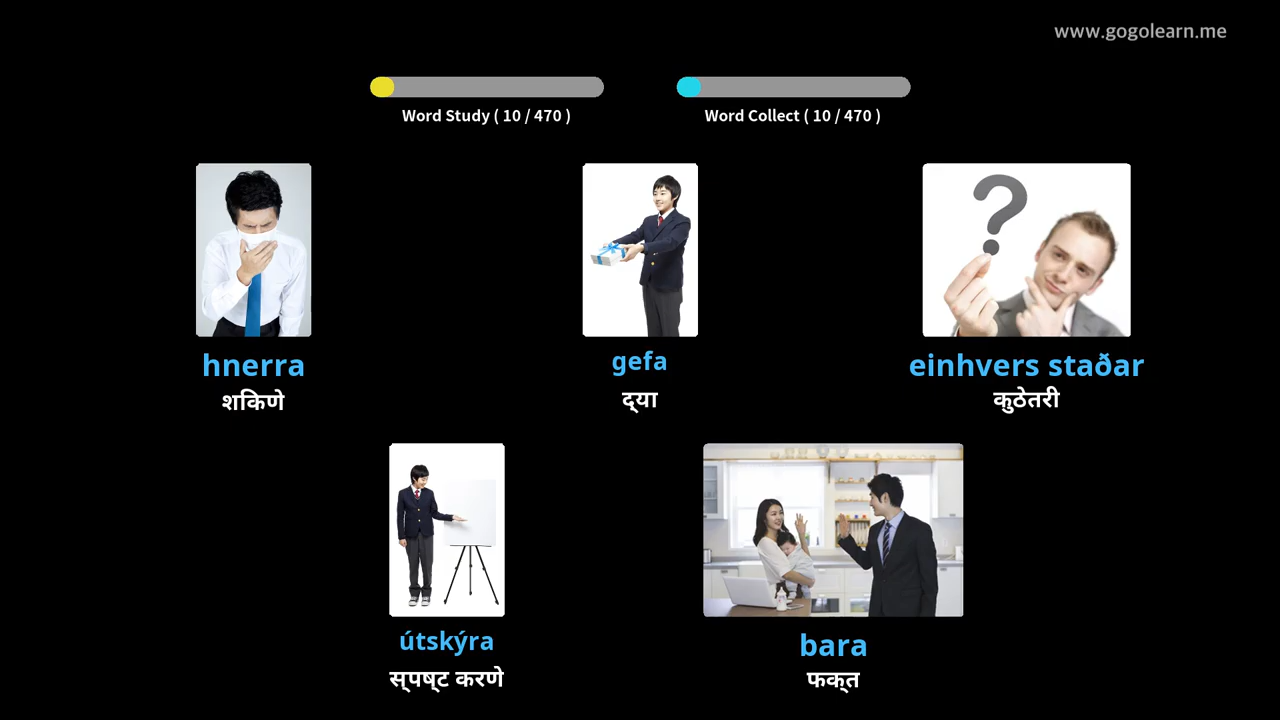 www.gogolearn.me
Word Study ( 10 / 470 )
Word Collect ( 10 / 470 )
hnerra
शिंकणे
gefa
द्या
einhvers staðar
कुठेतरी
útskýra
स्पष्ट करणे
bara
फक्त